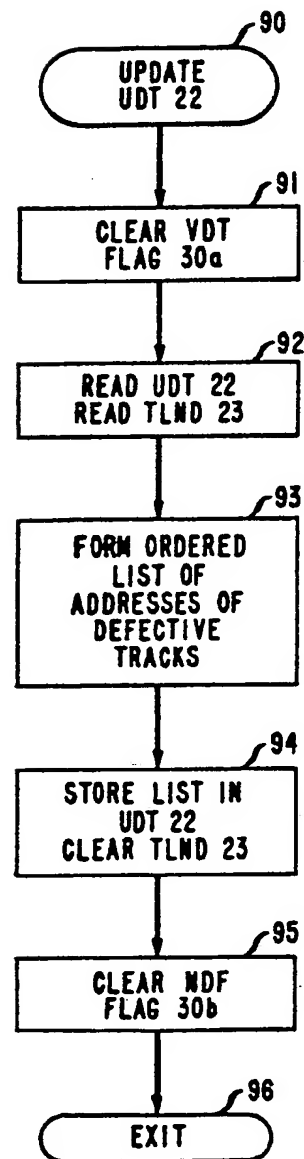 90
UPDATE
UDT 22
91
CLEAR VDT
FLAG 30a
92
READ UDT 22
READ TLND 23
93
FORM ORDERED
LIST OF
ADDRESSES OF
DEFECTIVE
TRACKS
94
STORE LIST IN
UDT 22
CLEAR TLND 23
95
CLEAR NDF
FLAG 30b
96
EXIT